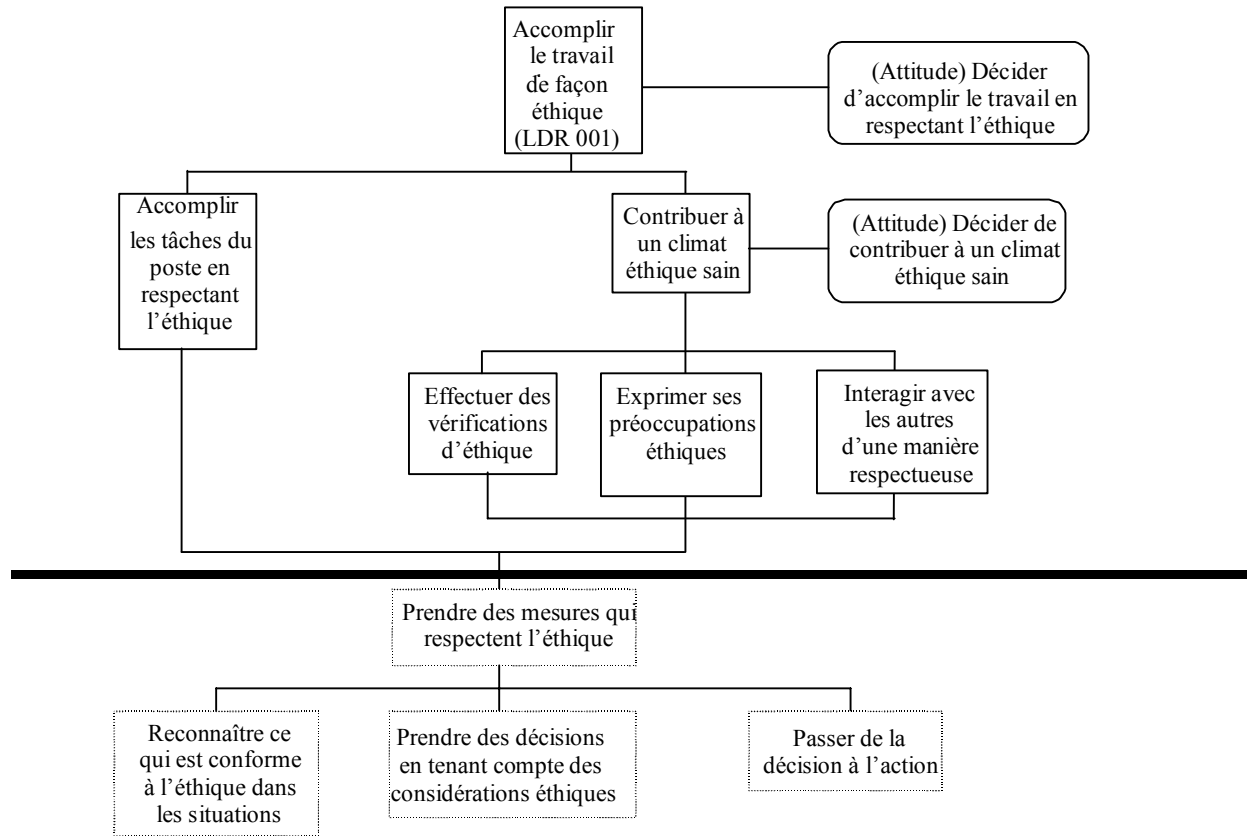 Accomplir
le travail
de façon
éthique
(LDR 001)
(Attitude) Décider
d’accomplir le travail en
respectant l’éthique
Accomplir
les tâches du
poste en
respectant
l’éthique
Contribuer à
un climat
éthique sain
(Attitude) Décider de
contribuer à un climat
éthique sain
Effectuer des
vérifications
d’éthique
Exprimer ses
préoccupations
éthiques
Interagir avec
les autres
d’une manière
respectueuse
Prendre des mesures qui
respectent l’éthique
Reconnaître ce
qui est conforme
à l’éthique dans
les situations
Prendre des décisions
en tenant compte des
considérations éthiques
Passer de la
décision à l’action